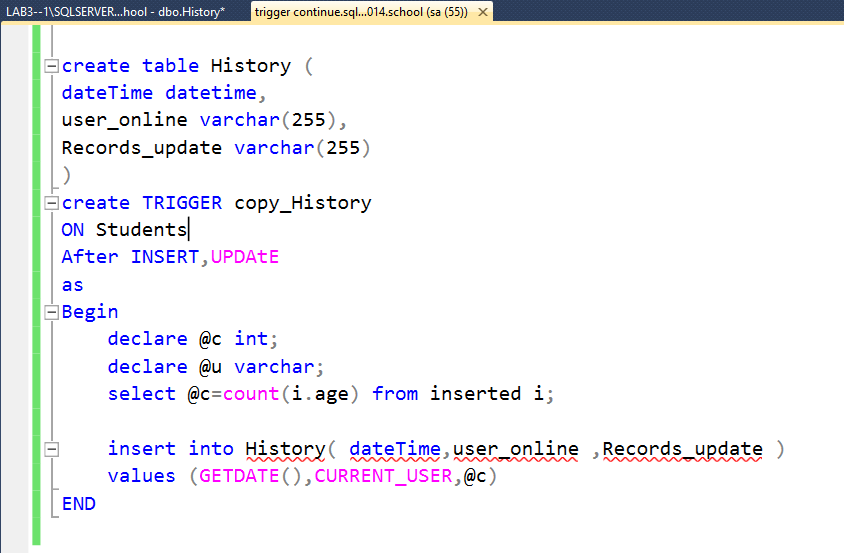 LAB3--1\SQLSERVER...hool - dbo.History* trigger continue.sql...014.school (sa (55))
create table History (
dateTime datetime,
user_online varchar(255),
Records_update varchar(255)
)
create TRIGGER copy_History
ON Students
After INSERT,UPDAtE
as
Begin
declare @c int;
declare @u varchar;
select @c=count(i.age) from inserted i;
insert into History( dateTime,user_online ,Records_update )
values (GETDATE(),CURRENT_USER,@c)
END